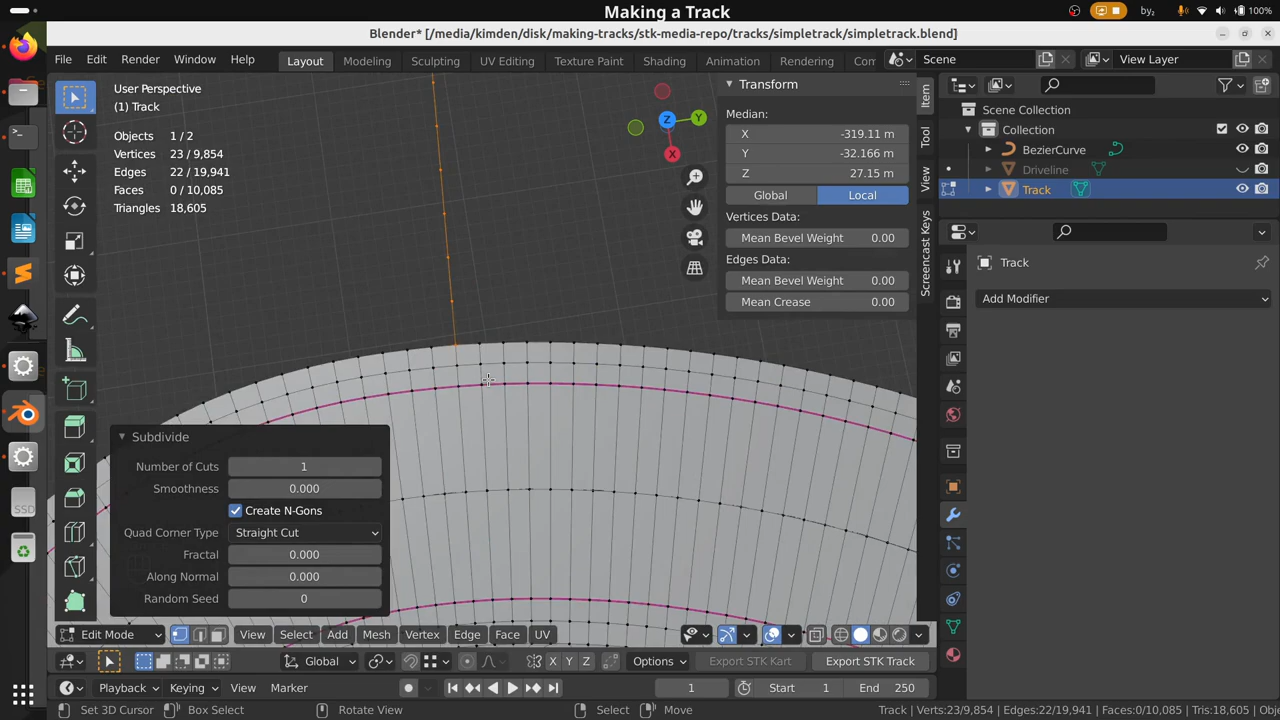 Making a Track
by₂
100%
Blender* [/media/kimden/disk/making-tracks/stk-media-repo/tracks/simpletrack/simpletrack.blend]
File Edit Render Window Help Layout Modeling Sculpting UV Editing Texture Paint Shading Animation Rendering Com Scene View Layer
User Perspective
(1) Track
Objects 1 / 2
Vertices 23 / 9,854
Edges 22 / 19,941
Faces 0 / 10,085
Triangles 18,605
Z Y X
Transform
Median:
X -319.11 m
Y -32.166 m
Z 27.15 m
Global Local
Vertices Data:
Mean Bevel Weight 0.00
Edges Data:
Mean Bevel Weight 0.00
Mean Crease 0.00
Item
Tool
View
Screencast Keys
Scene Collection
Collection
BezierCurve
Driveline
Track
Track
Add Modifier
Subdivide
Number of Cuts 1
Smoothness 0.000
Create N-Gons
Quad Corner Type Straight Cut
Fractal 0.000
Along Normal 0.000
Random Seed 0
SSD
Edit Mode View Select Add Mesh Vertex Edge Face UV
Global X Y Z Options Export STK Kart Export STK Track
Playback Keying View Marker 1 Start 1 End 250
Set 3D Cursor Box Select Rotate View Select Move Track | Verts:23/9,854 | Edges:22/19,941 | Faces:0/10,085 | Tris:18,605 | Obje